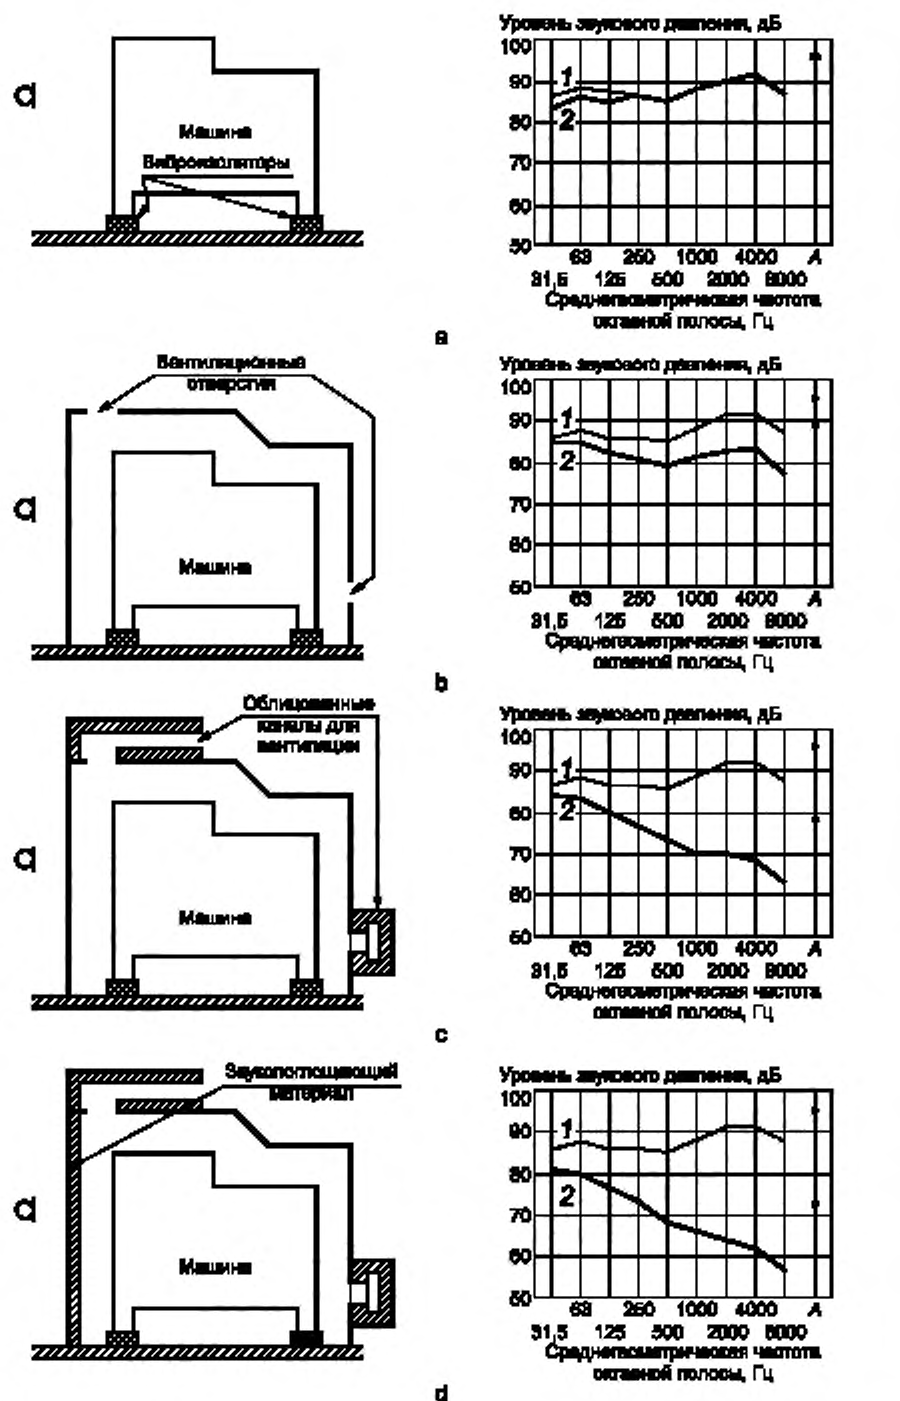 Уровень звукового давления, дБ
100
90
80
70
60
50
1
2
Машина
Виброизоляторы
63 250 1000 4000 А
31,5 125 500 2000 8000
Среднегеометрическая частота
октавной полосы, Гц
a
Вентиляционные
отверстия
Уровень звукового давления, дБ
100
90
80
70
60
50
1
2
Машина
63 250 1000 4000 А
31,5 125 500 2000 8000
Среднегеометрическая частота
октавной полосы, Гц
b
Облицованные
каналы для
вентиляции
Уровень звукового давления, дБ
100
90
80
70
60
50
1
2
Машина
63 250 1000 4000 А
31,5 125 500 2000 8000
Среднегеометрическая частота
октавной полосы, Гц
c
Звукопоглощающий
материал
Уровень звукового давления, дБ
100
90
80
70
60
50
1
2
Машина
63 250 1000 4000 А
31,5 125 500 2000 8000
Среднегеометрическая частота
октавной полосы, Гц
d